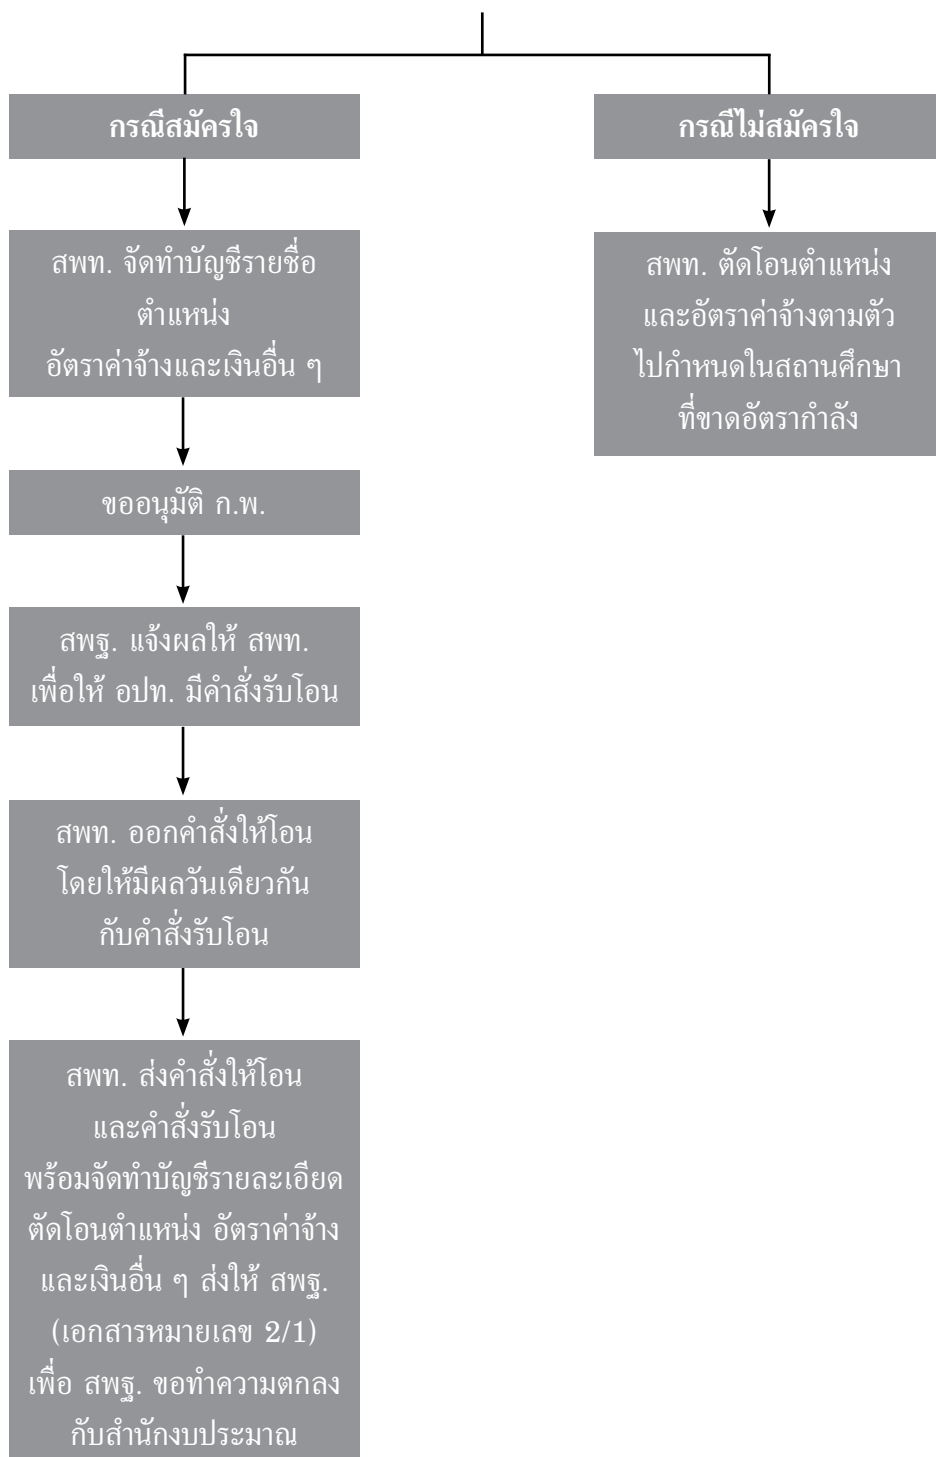 กรณีสมัครใจ
สพท. จัดทำบัญชีรายชื่อ
ตำแหน่ง
อัตราค่าจ้างและเงินอื่น ๆ
ขออนุมัติ ก.พ.
สพฐ. แจ้งผลให้ สพท.
เพื่อให้ อปท. มีคำสั่งรับโอน
สพท. ออกคำสั่งให้โอน
โดยให้มีผลวันเดียวกัน
กับคำสั่งรับโอน
สพท. ส่งคำสั่งให้โอน
และคำสั่งรับโอน
พร้อมจัดทำบัญชีรายละเอียด
ตัดโอนตำแหน่ง อัตราค่าจ้าง
และเงินอื่น ๆ ส่งให้ สพฐ.
(เอกสารหมายเลข 2/1)
เพื่อ สพฐ. ขอทำความตกลง
กับสำนักงบประมาณ
กรณีไม่สมัครใจ
สพท. ตัดโอนตำแหน่ง
และอัตราค่าจ้างตามตัว
ไปกำหนดในสถานศึกษา
ที่ขาดอัตรากำลัง